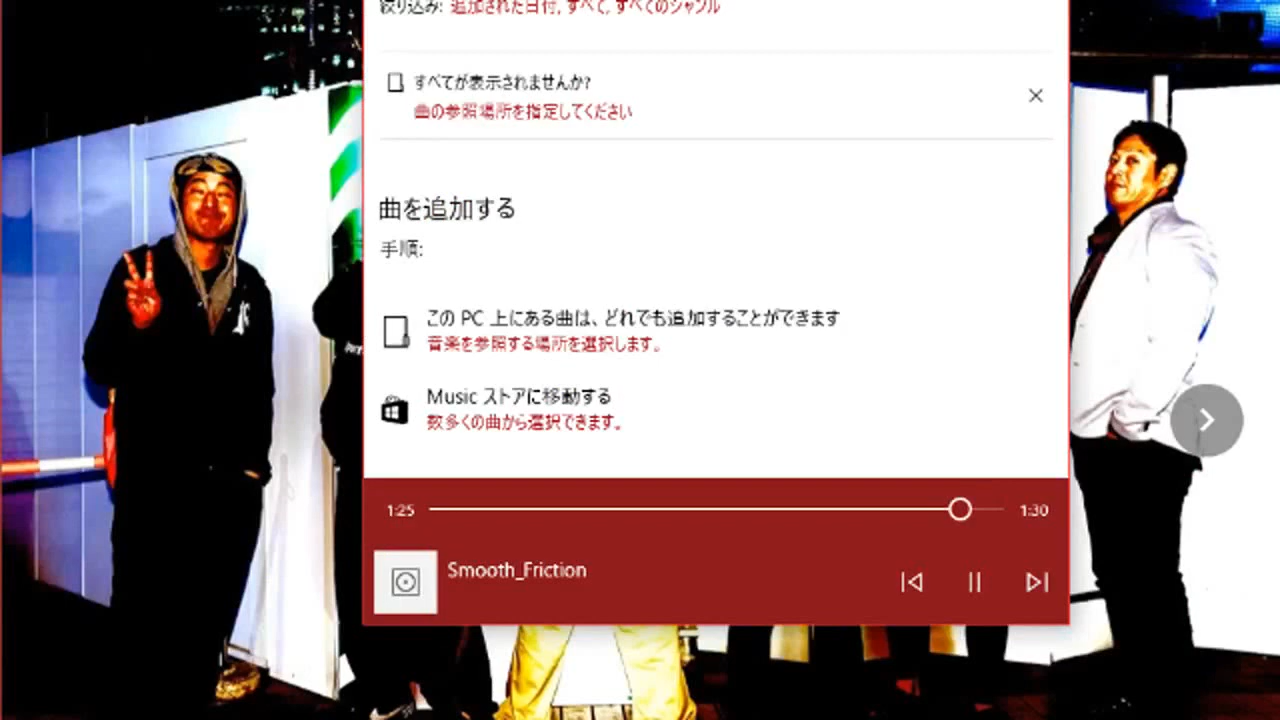 絞り込み: 追加された日付, すべて, すべてのジャンル
すべてが表示されませんか?
曲の参照場所を指定してください
曲を追加する
手順:
この PC 上にある曲は、どれでも追加することができます
音楽を参照する場所を選択します。
Music ストアに移動する
数多くの曲から選択できます。
1:25
1:30
Smooth_Friction